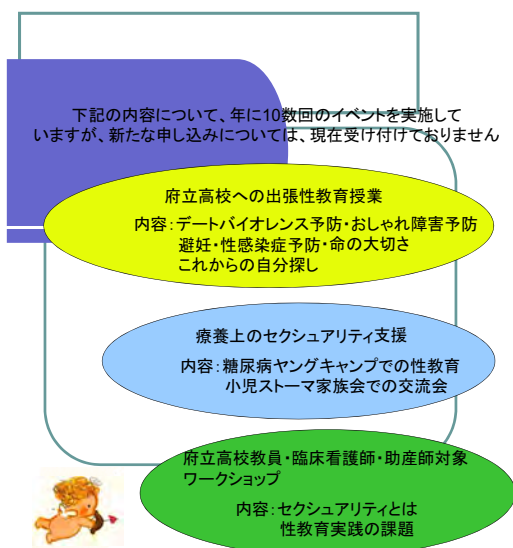 下記の内容について、年に10数回のイベントを実施して
いますが、新たな申し込みについては、現在受け付けておりません
府立高校への出張性教育授業
内容：デートバイオレンス予防・おしゃれ障害予防
避妊・性感染症予防・命の大切さ
これからの自分探し
療養上のセクシュアリティ支援
内容：糖尿病ヤングキャンプでの性教育
小児ストーマ家族会での交流会
府立高校教員・臨床看護師・助産師対象
ワークショップ
内容：セクシュアリティとは
性教育実践の課題